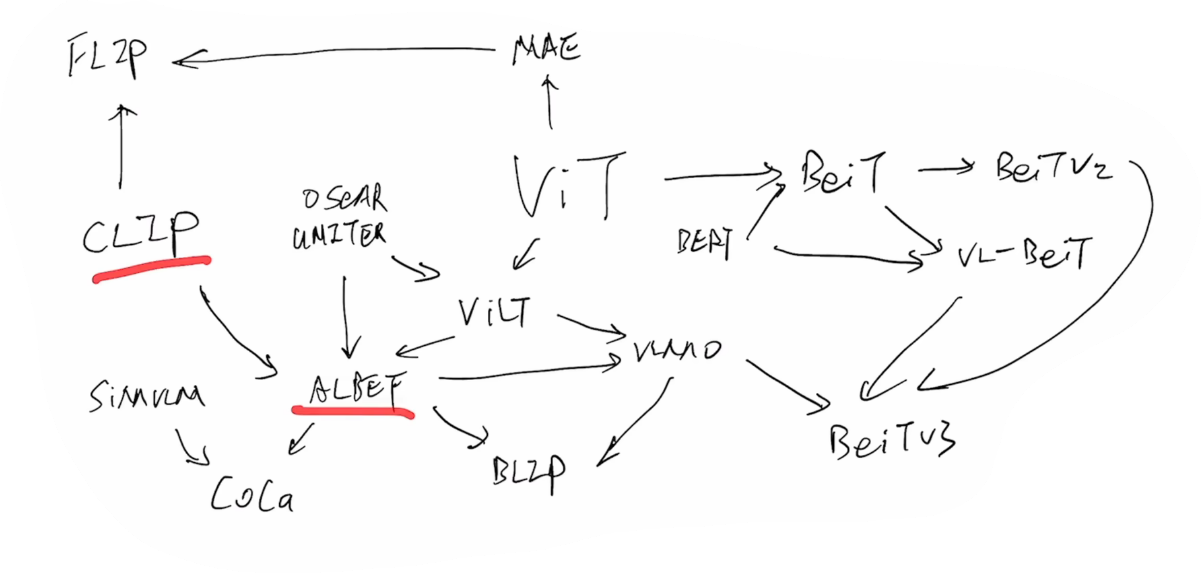 FLIP
MAE
ViT
BeiT
BeiTv2
OSCAR
UNITER
CLIP
BERT
VL-BeiT
ViLT
VLMO
SimVLM
ALBEF
BeiTv3
BLIP
CoCa